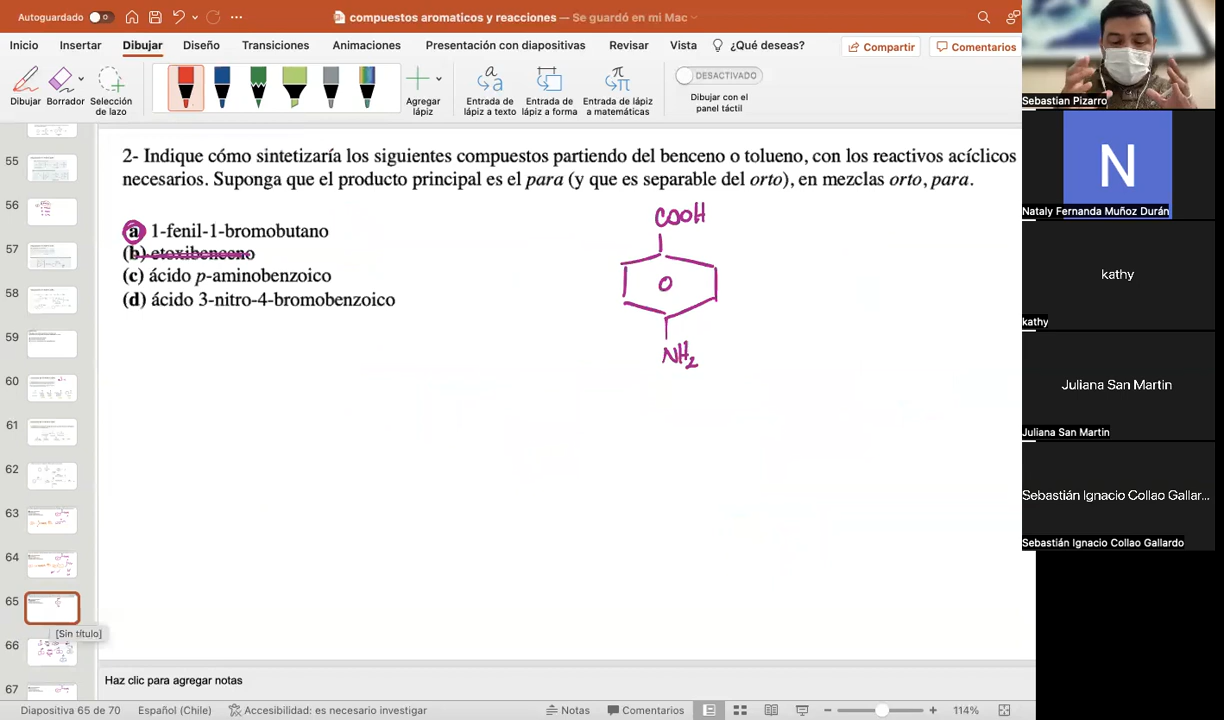 Autoguardado
compuestos aromaticos y reacciones — Se guardó en mi Mac
Inicio Insertar Dibujar Diseño Transiciones Animaciones Presentación con diapositivas Revisar Vista ¿Qué deseas? Compartir Comentarios
Dibujar
Borrador
Selección de lazo
Agregar lápiz
Entrada de lápiz a texto
Entrada de lápiz a forma
Entrada de lápiz a matemáticas
DESACTIVADO
Dibujar con el panel táctil
55
56
57
58
59
60
61
62
63
64
65
66
67
[Sin título]
2- Indique cómo sintetizaría los siguientes compuestos partiendo del benceno o tolueno, con los reactivos acíclicos
necesarios. Suponga que el producto principal es el para (y que es separable del orto), en mezclas orto, para.
(a) 1-fenil-1-bromobutano
(b) etoxibenceno
(c) ácido p-aminobenzoico
(d) ácido 3-nitro-4-bromobenzoico
COOH
NH2
Haz clic para agregar notas
Diapositiva 65 de 70 Español (Chile) Accesibilidad: es necesario investigar Notas Comentarios 114%
Sebastian Pizarro
N
Nataly Fernanda Muñoz Durán
kathy
kathy
Juliana San Martin
Juliana San Martin
Sebastián Ignacio Collao Gallar...
Sebastián Ignacio Collao Gallardo